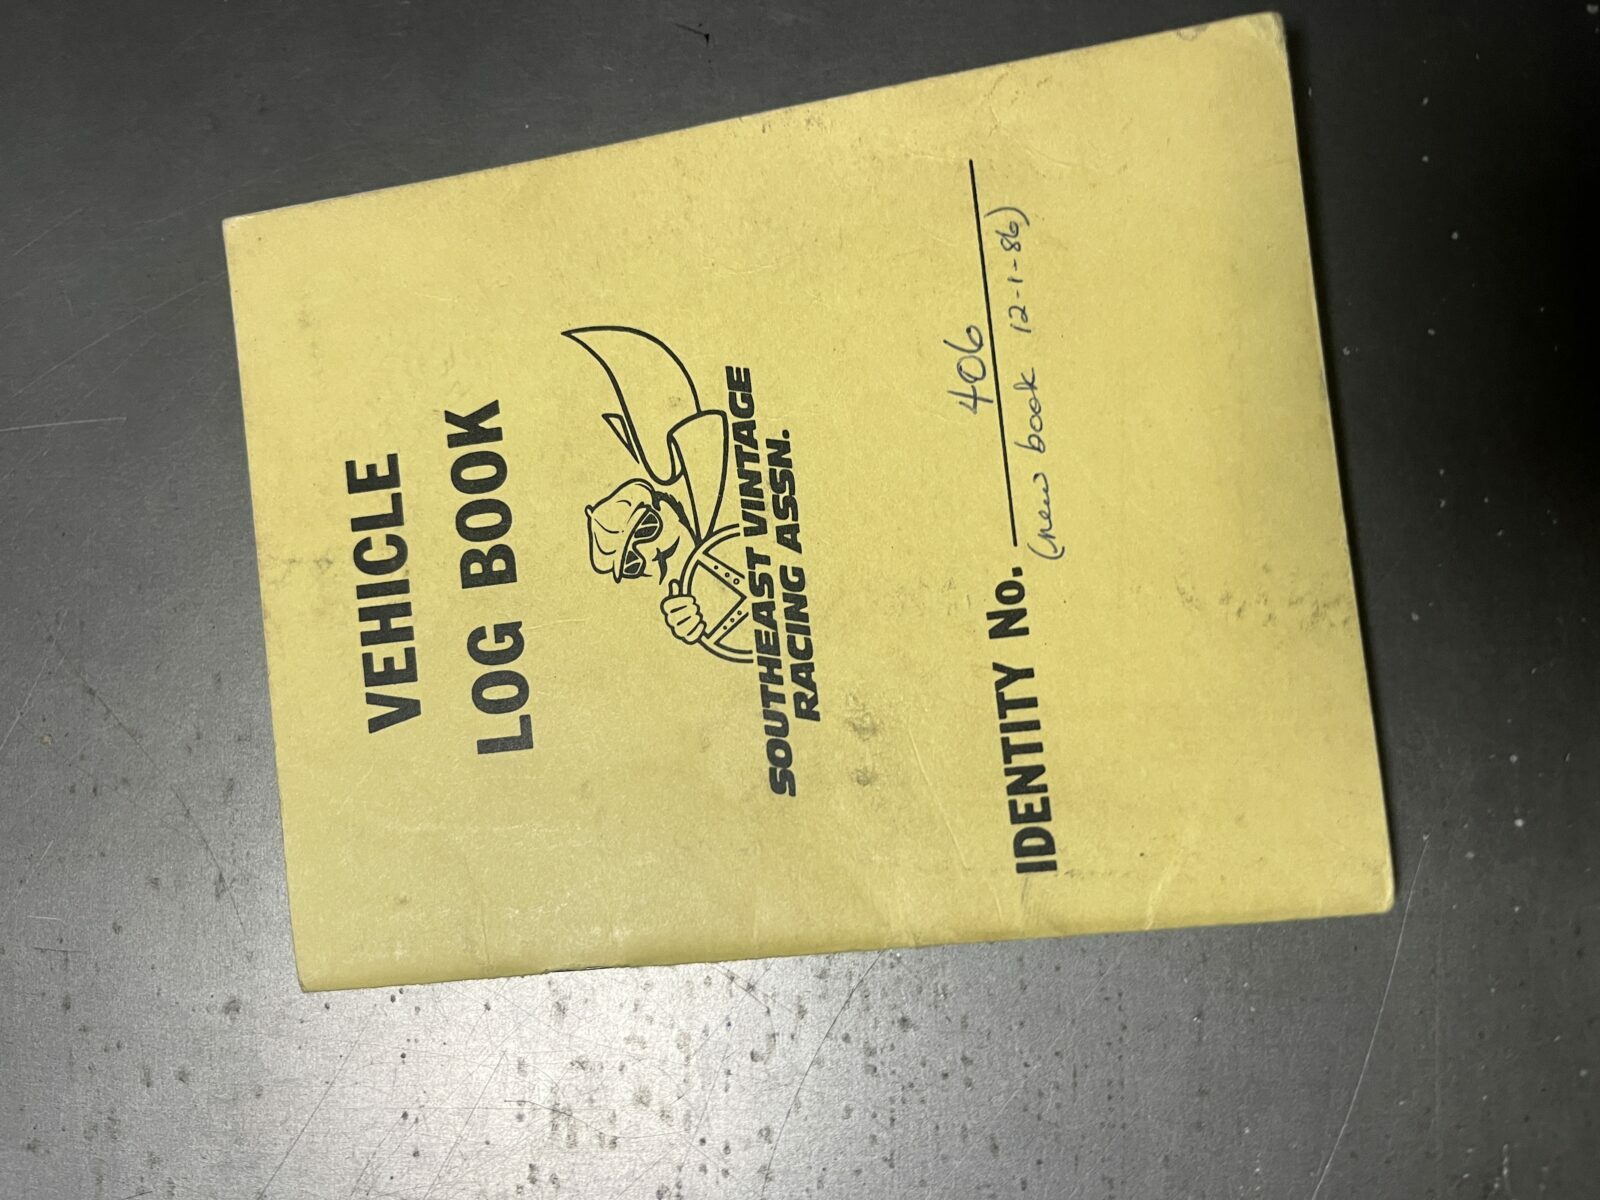 VEHICLE
LOG BOOK
SOUTHEAST VINTAGE
RACING ASSN.
IDENTITY No. 406
(new book 12-1-86)